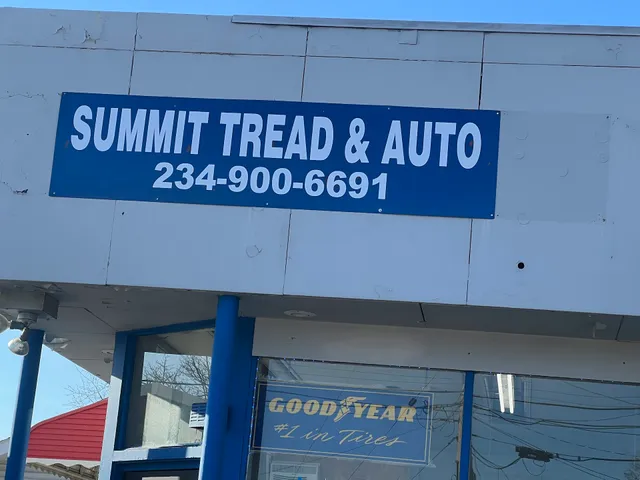 SUMMIT TREAD & AUTO
234-900-6691
GOODYEAR
#1 in Tires